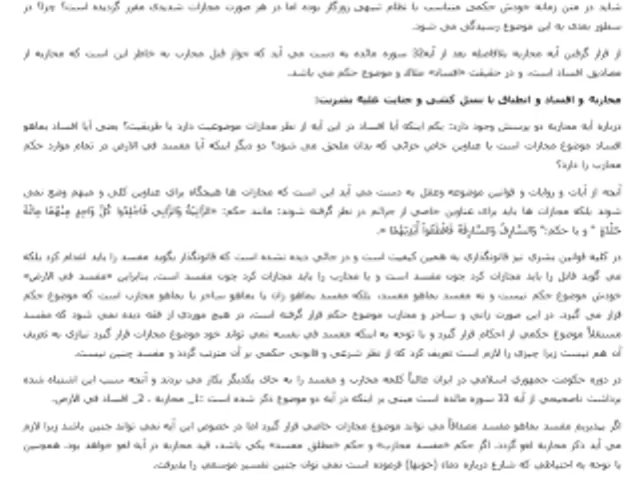 شاید در متن زمانه خودش حکمی متناسب با نظام تنبیهی روزگار بوده اما در هر صورت مجازات شدیدی مقرر گردیده است؟ چرا؟ در
سطور بعدی به این موضوع رسیدگی می شود.
از قرار گرفتن آیه محاربه بلافاصله بعد از آیه32 سوره مائده به دست می آید که جواز قتل محارب به خاطر این است که محاربه از
مصادیق افساد است. و در حقیقت «افساد» ملاک و موضوع حکم می باشد.
محاربه و افساد و انطباق با نسل کشی و جنایت علیه بشریت:
درباره آیه محاربه دو پرسش وجود دارد: یکم اینکه آیا افساد در این آیه از نظر مجازات موضوعیت دارد یا طریقیت؟ یعنی آیا افساد بماهو
افساد موضوع مجازات است یا عناوین خاص جزائی که بدان ملحق می شود؟ دو دیگر اینکه آیا مفسد فی الارض در تمام موارد حکم
محارب را دارد؟
آنچه از آیات و روایات و قوانین موضوعه وعقل به دست می آید این است که مجازات ها هیچگاه برای عناوین کلی و مبهم وضع نمی
شوند بلکه مجازات ها باید برای عناوین خاصی از جرائم در نظر گرفته شوند: مانند حکم: «الزَّانِيَةُ وَالزَّانِي فَاجْلِدُوا كُلَّ وَاحِدٍ مِنْهُمَا مِائَةَ
جَلْدَةٍ " و یا حکم:" وَالسَّارِقُ وَالسَّارِقَةُ فَاقْطَعُوا أَيْدِيَهُمَا ».
در کلیه قوانین بشری نیز قانونگذاری به همین کیفیت است و در جائی دیده نشده است که قانونگذار بگوید مفسد را باید اعدام کرد بلکه
می گوید قاتل را باید مجازات کرد چون مفسد است و یا محارب را باید مجازات کرد چون مفسد است. بنابراین «مفسد فی الارض»
خودش موضوع حکم نیست و نه مفسد بماهو مفسد، بلکه مفسد بماهو زان یا بماهو ساحر یا بماهو محارب است که موضوع حکم
قرار می گیرد. در این صورت زانی و ساحر و محارب موضوع حکم قرار گرفته است. در هیچ موردی از فقه دیده نمی شود که مفسد
مستقلاً موضوع حکمی از احکام قرار گیرد و با توجه به اینکه مفسد فی نفسه نمی تواند خود موضوع مجازات قرار گیرد نیازی به تعریف
آن هم نیست زیرا چیزی را لازم است تعریف کرد که از نظر شرعی و قانونی حکمی بر آن مترتب گردد و مفسد چنین نیست.
در دوره حکومت جمهوری اسلامی در ایران غالباً کلمه محارب و مفسد را به جای یکدیگر بکار می بردند و آنچه سبب این اشتباه شده
برداشت ناصحیحی از آیه 33 سوره مائده است مبنی بر اینکه در آیه دو موضوع ذکر شده است :1_ محاربه . 2_ افساد فی الارض.
اگر بپذیریم مفسد بماهو مفسد مصداقاً می تواند موضوع مجازات خاصی قرار گیرد اما در خصوص این آیه نمی تواند چنین باشد زیرا لازم
می آید ذکر محاربه لغو گردد. اگر حکم «مفسد محارب» و حکم «مطلق مفسد» یکی باشد، قید محاربه در آیه لغو خواهد بود. همچنین
با توجه به احتیاطی که شارع درباره دماء (خونها) فرموده است نمی توان چنین تفسیر موسعی را پذیرفت.